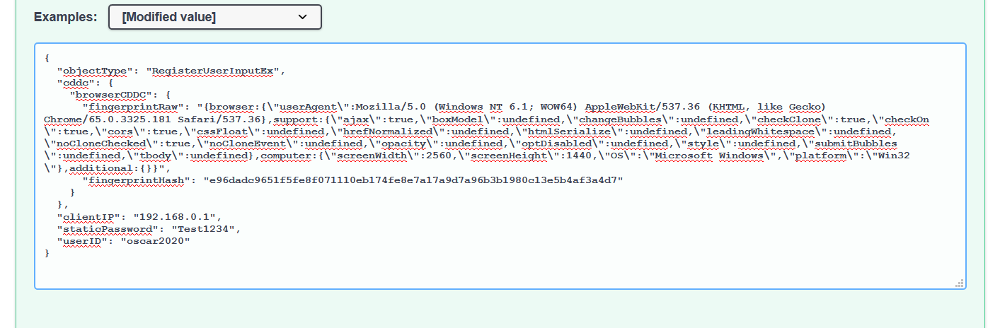 Examples: [Modified value]
{
"objectType": "RegisterUserInputEx",
"cddc": {
"browserCDDC": {
"fingerprintRaw": "{browser:{\"userAgent\":Mozilla/5.0 (Windows NT 6.1; WOW64) AppleWebKit/537.36 (KHTML, like Gecko)
Chrome/65.0.3325.181 Safari/537.36},support:{\"ajax\":true,\"boxModel\":undefined,\"changeBubbles\":undefined,\"checkClone\":true,\"checkOn
\":true,\"cors\":true,\"cssFloat\":undefined,\"hrefNormalized\":undefined,\"htmlSerialize\":undefined,\"leadingWhitespace\":undefined,
\"noCloneChecked\":true,\"noCloneEvent\":undefined,\"opacity\":undefined,\"optDisabled\":undefined,\"style\":undefined,\"submitBubbles
\":undefined,\"tbody\":undefined},computer:{\"screenWidth\":2560,\"screenHeight\":1440,\"OS\":\"Microsoft Windows\",\"platform\":\"Win32
\"},additional:{}}",
"fingerprintHash": "e96dadc9651f5fe8f071110eb174fe8e7a17a9d7a96b3b1980c13e5b4af3a4d7"
}
},
"clientIP": "192.168.0.1",
"staticPassword": "Test1234",
"userID": "oscar2020"
}